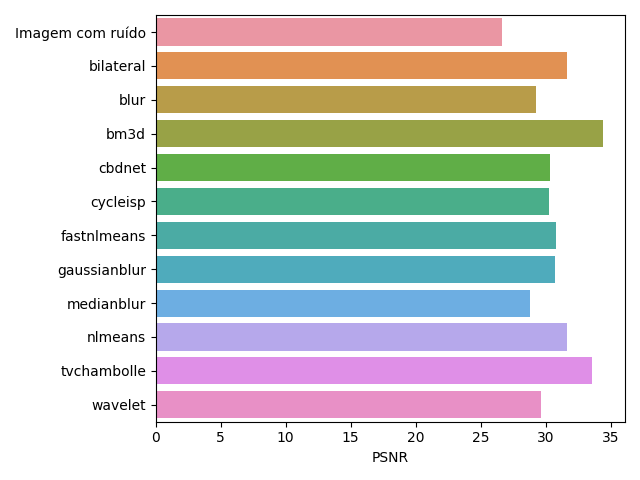 Imagem com ruído
bilateral
blur
bm3d
cbdnet
cycleisp
fastnlmeans
gaussianblur
medianblur
nlmeans
tvchambolle
wavelet
0 5 10 15 20 25 30 35
PSNR